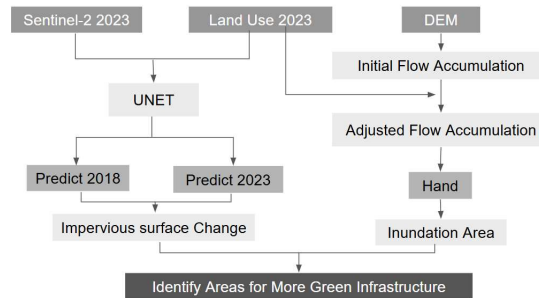 Sentinel-2 2023
Land Use 2023
DEM
Initial Flow Accumulation
UNET
Adjusted Flow Accumulation
Predict 2018
Predict 2023
Hand
Impervious surface Change
Inundation Area
Identify Areas for More Green Infrastructure